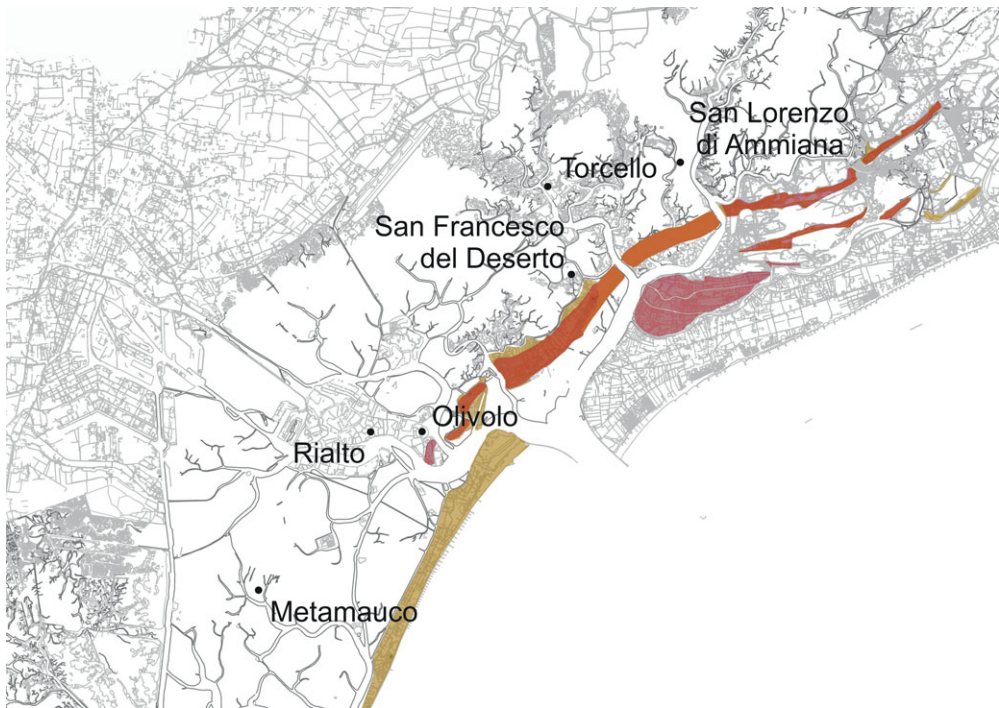 San Lorenzo
di Ammiana
Torcello
San Francesco
del Deserto
Olivolo
Rialto
Metamauco